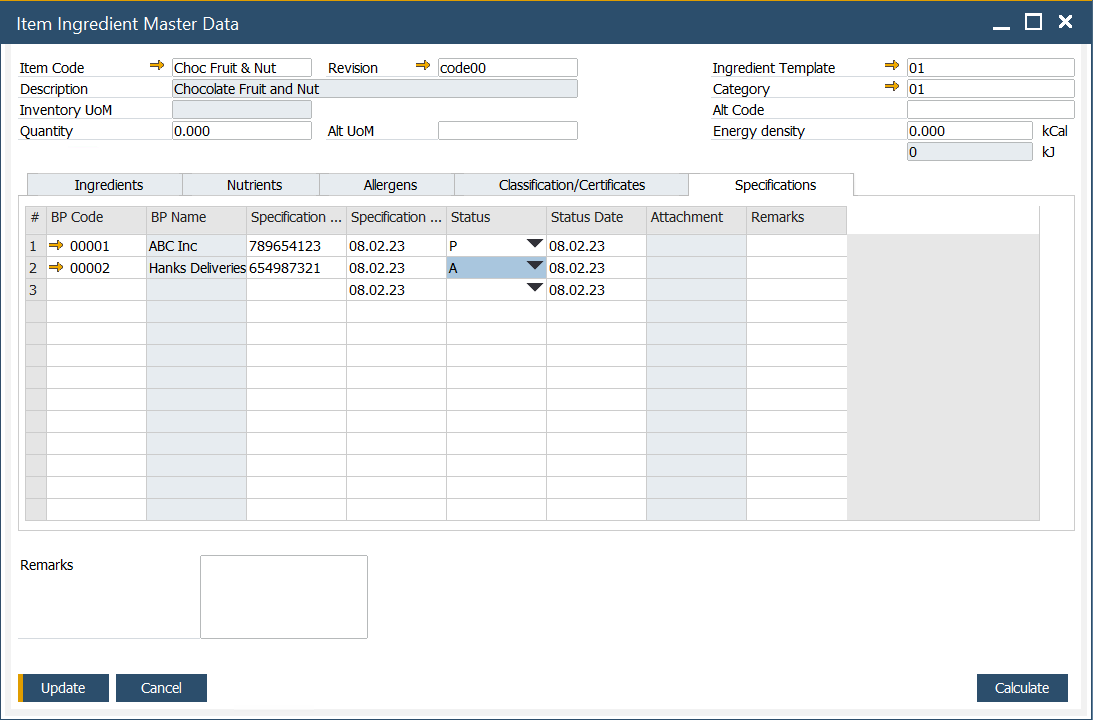 Item Ingredient Master Data
Item Code Choc Fruit & Nut Revision code00 Ingredient Template 01
Description Chocolate Fruit and Nut Category 01
Inventory UoM Alt Code
Quantity 0.000 Alt UoM Energy density 0.000 kCal
0 kJ
Ingredients Nutrients Allergens Classification/Certificates Specifications
# BP Code BP Name Specification ... Specification ... Status Status Date Attachment Remarks
1 00001 ABC Inc 789654123 08.02.23 P 08.02.23
2 00002 Hanks Deliveries 654987321 08.02.23 A 08.02.23
3 08.02.23 08.02.23
Remarks
Update Cancel Calculate